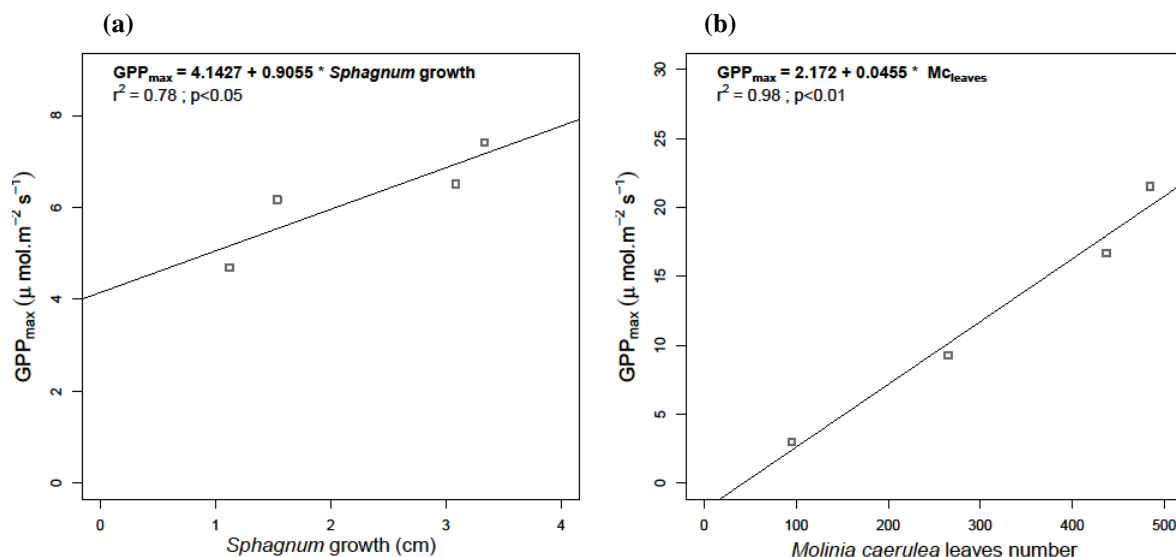 (a)
GPPmax = 4.1427 + 0.9055 * Sphagnum growth
r2 = 0.78 ; p<0.05
GPPmax (μ mol.m−2 s−1)
8
6
4
2
0
0 1 2 3 4
Sphagnum growth (cm)
(b)
GPPmax = 2.172 + 0.0455 * Mcleaves
r2 = 0.98 ; p<0.01
GPPmax (μ mol.m−2 s−1)
30
25
20
15
10
5
0
0 100 200 300 400 500
Molinia caerulea leaves number